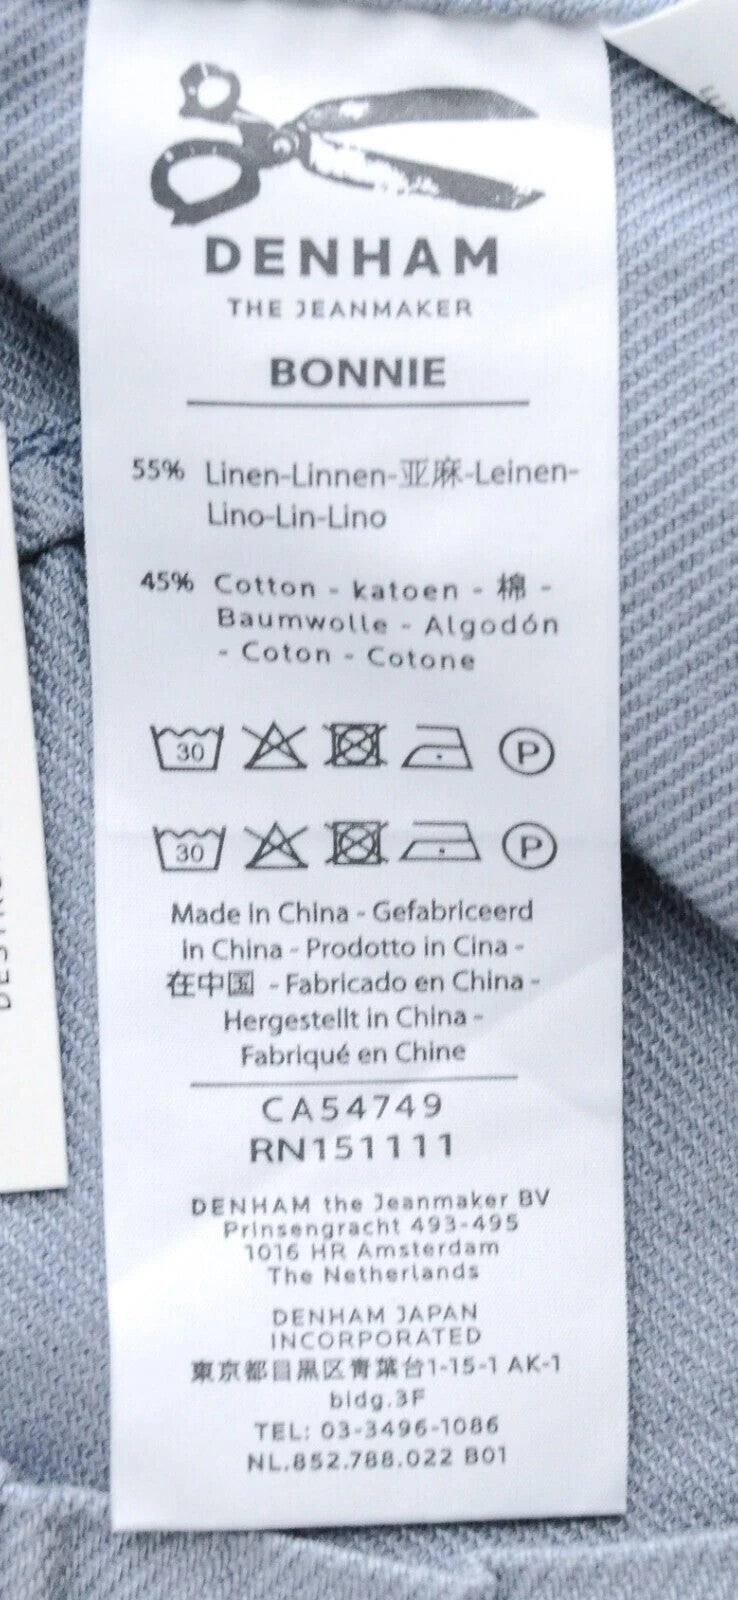 DENHAM
THE JEANMAKER
BONNIE
55% Linen-Linnen-亚麻-Leinen-
Lino-Lin-Lino
45% Cotton - katoen - 棉 -
Baumwolle - Algodón
- Coton - Cotone
30 P
30 P
Made in China - Gefabriceerd
in China - Prodotto in Cina -
在中国 - Fabricado en China -
Hergestellt in China -
Fabriqué en Chine
CA54749
RN151111
DENHAM the Jeanmaker BV
Prinsengracht 493-495
1016 HR Amsterdam
The Netherlands
DENHAM JAPAN
INCORPORATED
東京都目黒区青葉台1-15-1 AK-1
bldg.3F
TEL: 03-3496-1086
NL.852.788.022 B01